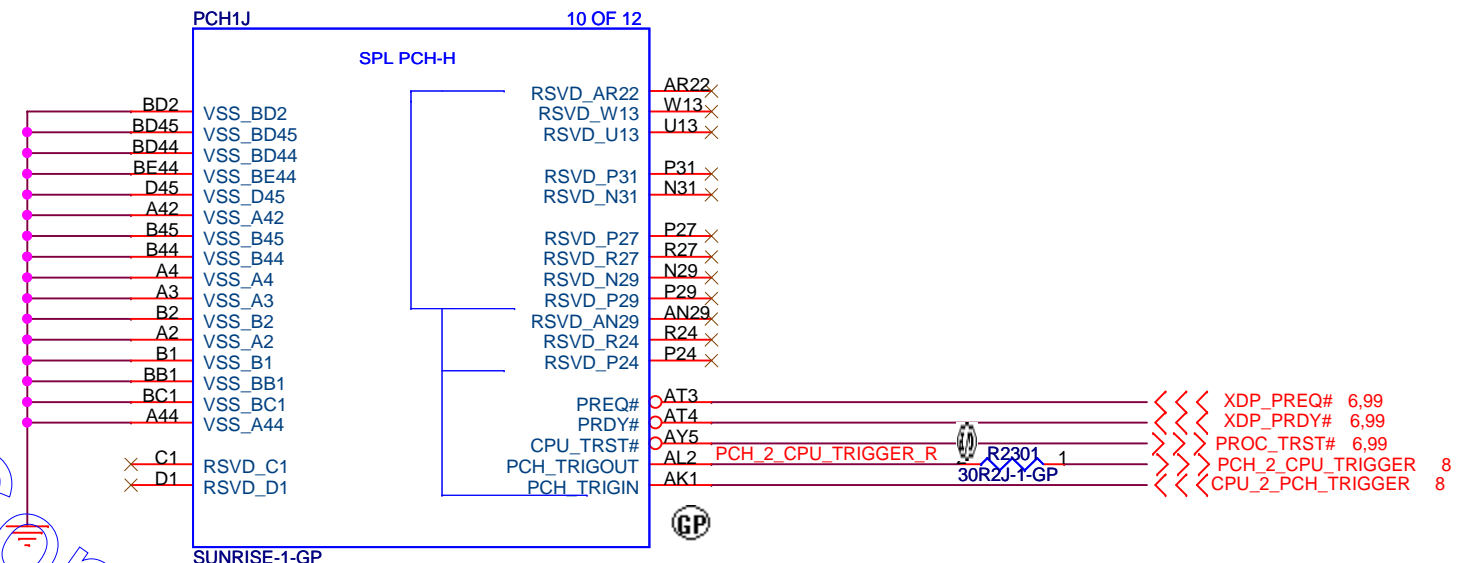 PCH1J 10 OF 12
SPL PCH-H
BD2 VSS_BD2
BD45 VSS_BD45
BD44 VSS_BD44
BE44 VSS_BE44
D45 VSS_D45
A42 VSS_A42
B45 VSS_B45
B44 VSS_B44
A4 VSS_A4
A3 VSS_A3
B2 VSS_B2
A2 VSS_A2
B1 VSS_B1
BB1 VSS_BB1
BC1 VSS_BC1
A44 VSS_A44
C1 RSVD_C1
D1 RSVD_D1
RSVD_AR22 AR22
RSVD_W13 W13
RSVD_U13 U13
RSVD_P31 P31
RSVD_N31 N31
RSVD_P27 P27
RSVD_R27 R27
RSVD_N29 N29
RSVD_P29 P29
RSVD_AN29 AN29
RSVD_R24 R24
RSVD_P24 P24
PREQ# AT3 XDP_PREQ# 6,99
PRDY# AT4 XDP_PRDY# 6,99
CPU_TRST# AY5 PROC_TRST# 6,99
PCH_TRIGOUT AL2 PCH_2_CPU_TRIGGER_R 2 R2301 1 PCH_2_CPU_TRIGGER 8
30R2J-1-GP
PCH_TRIGIN AK1 CPU_2_PCH_TRIGGER 8
GP
SUNRISE-1-GP